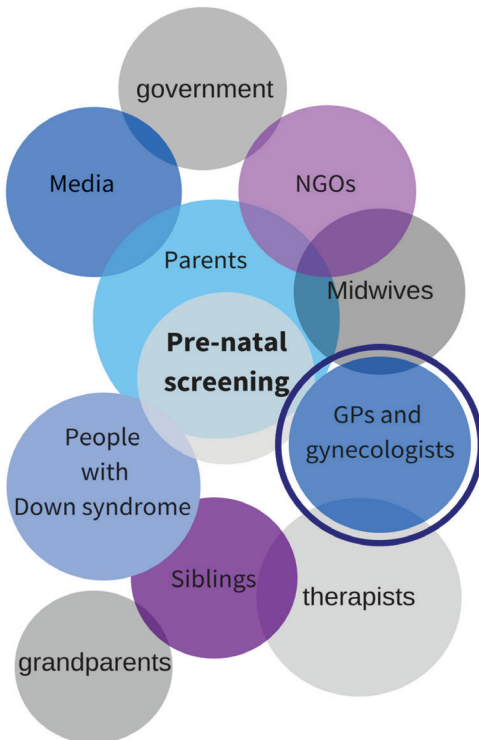 government
Media
NGOs
Parents
Midwives
Pre-natal
screening
GPs and
gynecologists
People
with
Down syndrome
Siblings
therapists
grandparents